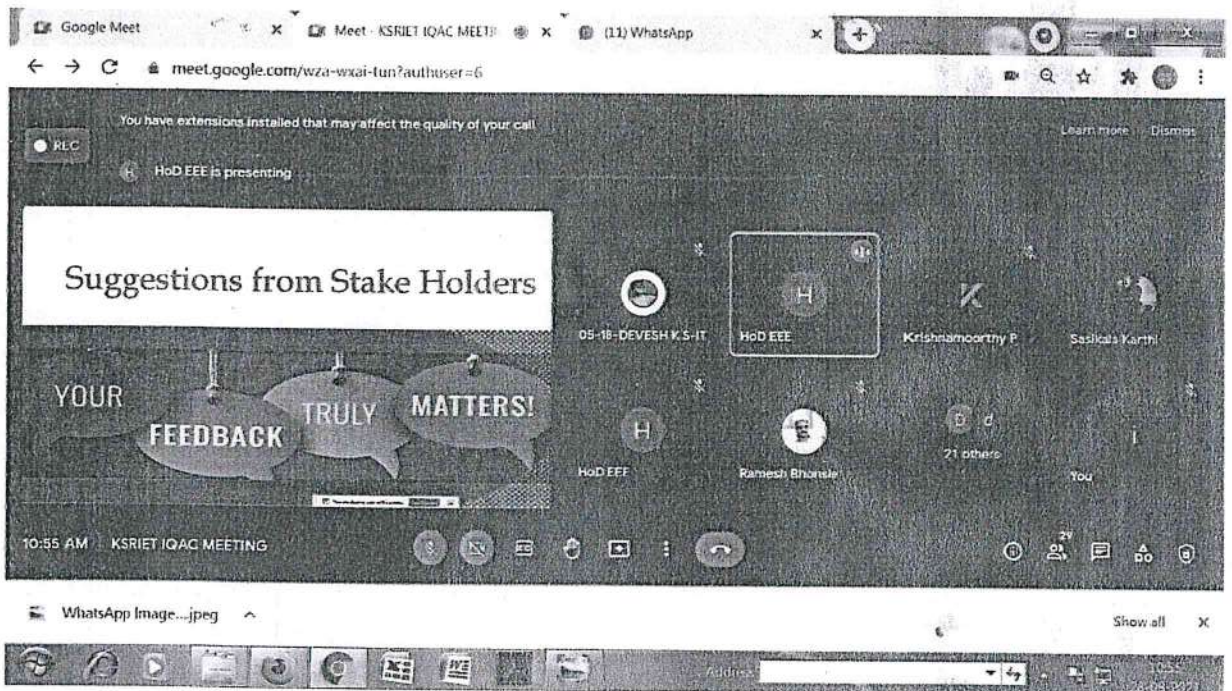 Google Meet
Meet - KSRIET IQAC MEETI
(11) WhatsApp
meet.google.com/wza-wxai-tun?authuser=6
You have extensions installed that may affect the quality of your call
Learn more Dismiss
REC
H HoD EEE is presenting
Suggestions from Stake Holders
YOUR
FEEDBACK
TRULY
MATTERS!
05-18-DEVESH K.S-IT
H
HoD EEE
K
Krishnamoorthy P
Sasikala Karthi
H
HoD EEE
Ramesh Bhonsle
D d
21 others
I
You
10:55 AM KSRIET IQAC MEETING
29
WhatsApp Image....jpeg
Show all
Address
10:55